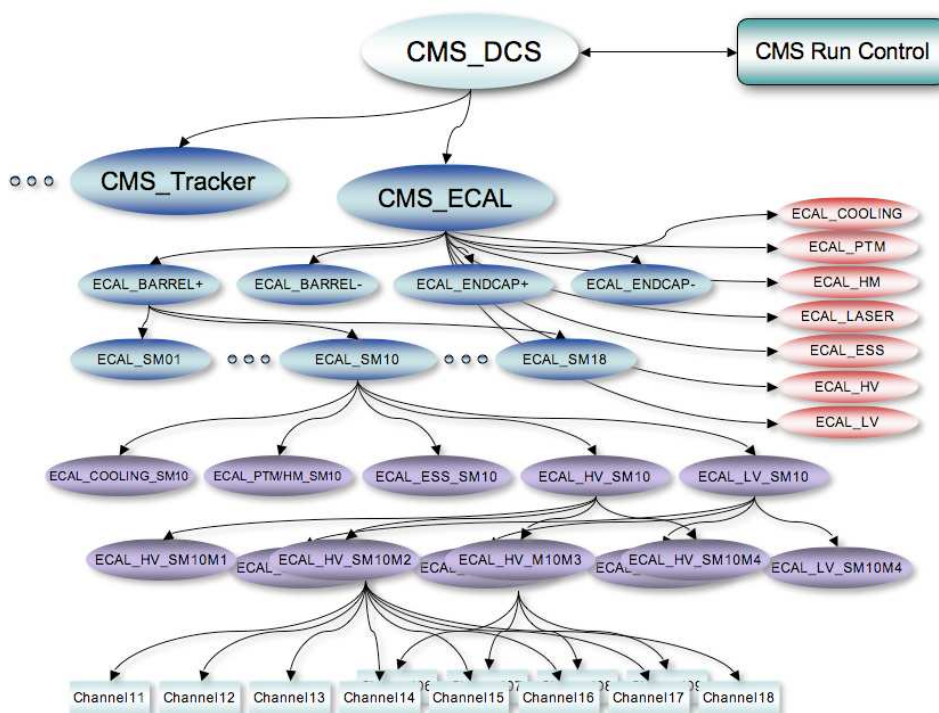 CMS_DCS
CMS Run Control
CMS_Tracker
CMS_ECAL
ECAL_COOLING
ECAL_PTM
ECAL_HM
ECAL_LASER
ECAL_ESS
ECAL_HV
ECAL_LV
ECAL_BARREL+
ECAL_BARREL-
ECAL_ENDCAP+
ECAL_ENDCAP-
ECAL_SM01
ECAL_SM10
ECAL_SM18
ECAL_COOLING_SM10
ECAL_PTM/HM_SM10
ECAL_ESS_SM10
ECAL_HV_SM10
ECAL_LV_SM10
ECAL_HV_SM10M1
ECAL_HV_SM10M2
ECAL_HV_M10M3
ECAL_HV_SM10M4
ECAL_LV_SM10M4
Channel11
Channel12
Channel13
Channel14
Channel15
Channel16
Channel17
Channel18